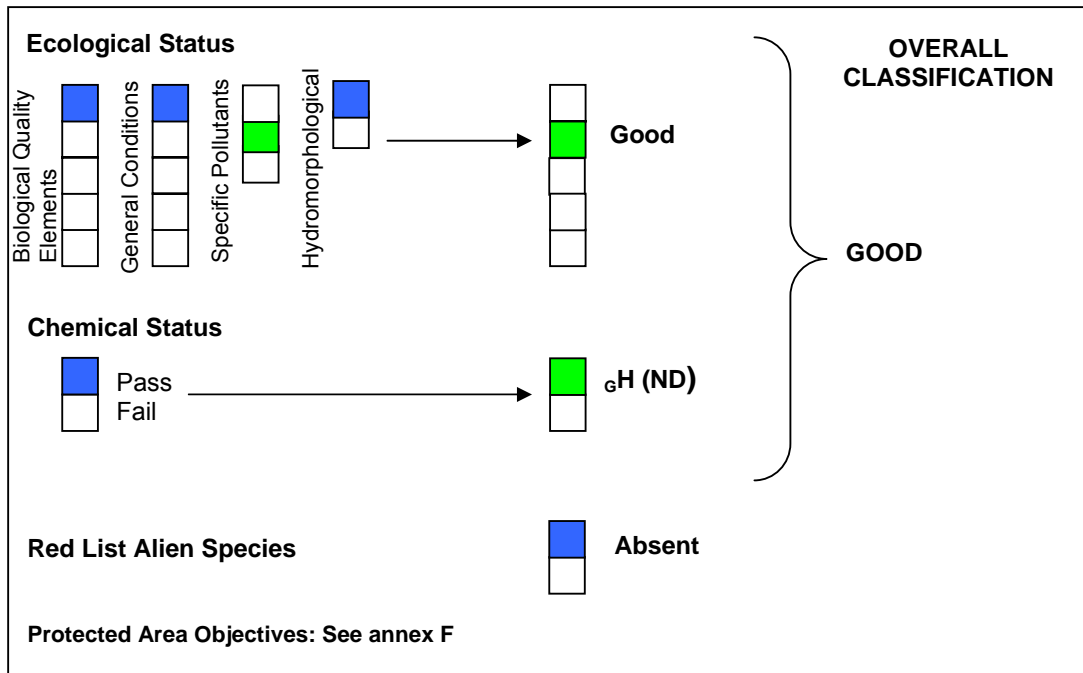 Ecological Status
OVERALL
CLASSIFICATION
Biological Quality
Elements
General Conditions
Specific Pollutants
Hydromorphological
Good
GOOD
Chemical Status
Pass
Fail
GH (ND)
Red List Alien Species
Absent
Protected Area Objectives: See annex F